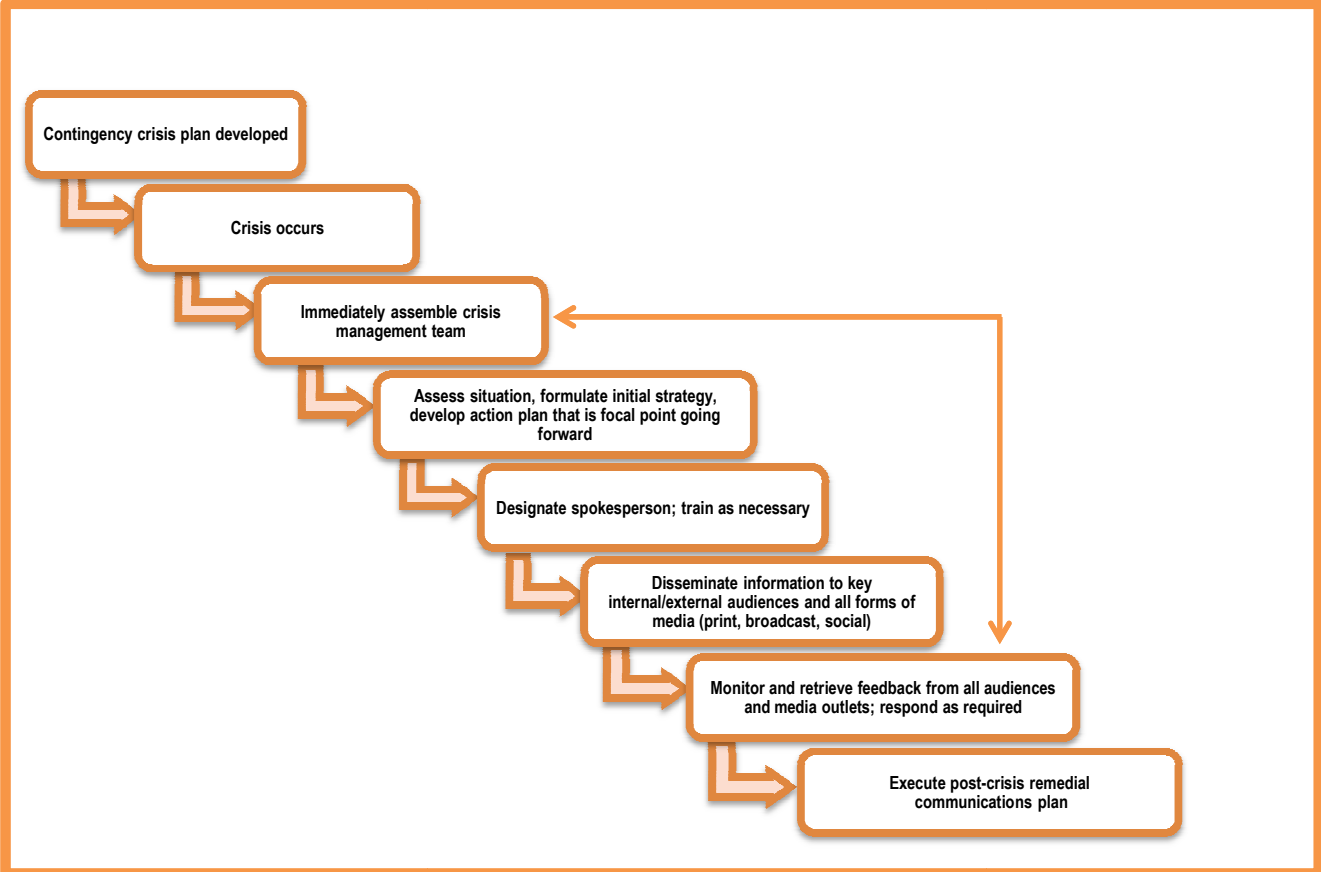 Contingency crisis plan developed
Crisis occurs
Immediately assemble crisis
management team
Assess situation, formulate initial strategy,
develop action plan that is focal point going
forward
Designate spokesperson; train as necessary
Disseminate information to key
internal/external audiences and all forms of
media (print, broadcast, social)
Monitor and retrieve feedback from all audiences
and media outlets; respond as required
Execute post-crisis remedial
communications plan